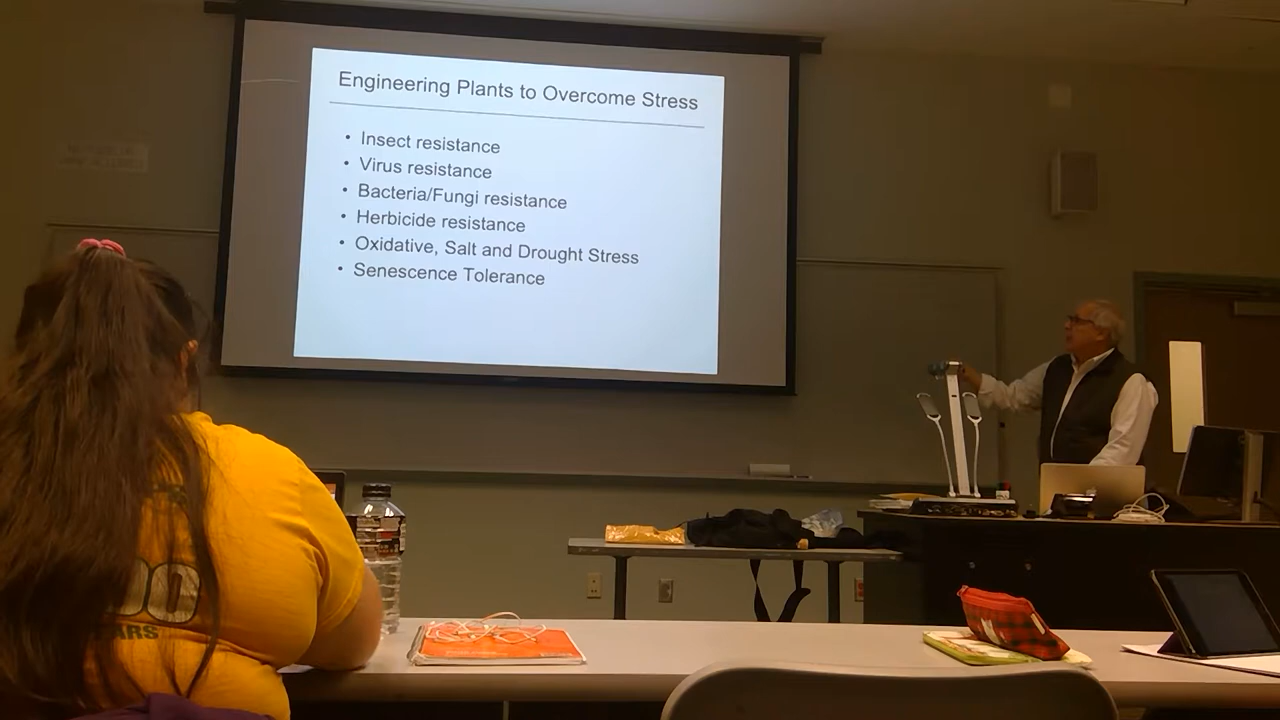 Engineering Plants to Overcome Stress
• Insect resistance
• Virus resistance
• Bacteria/Fungi resistance
• Herbicide resistance
• Oxidative, Salt and Drought Stress
• Senescence Tolerance